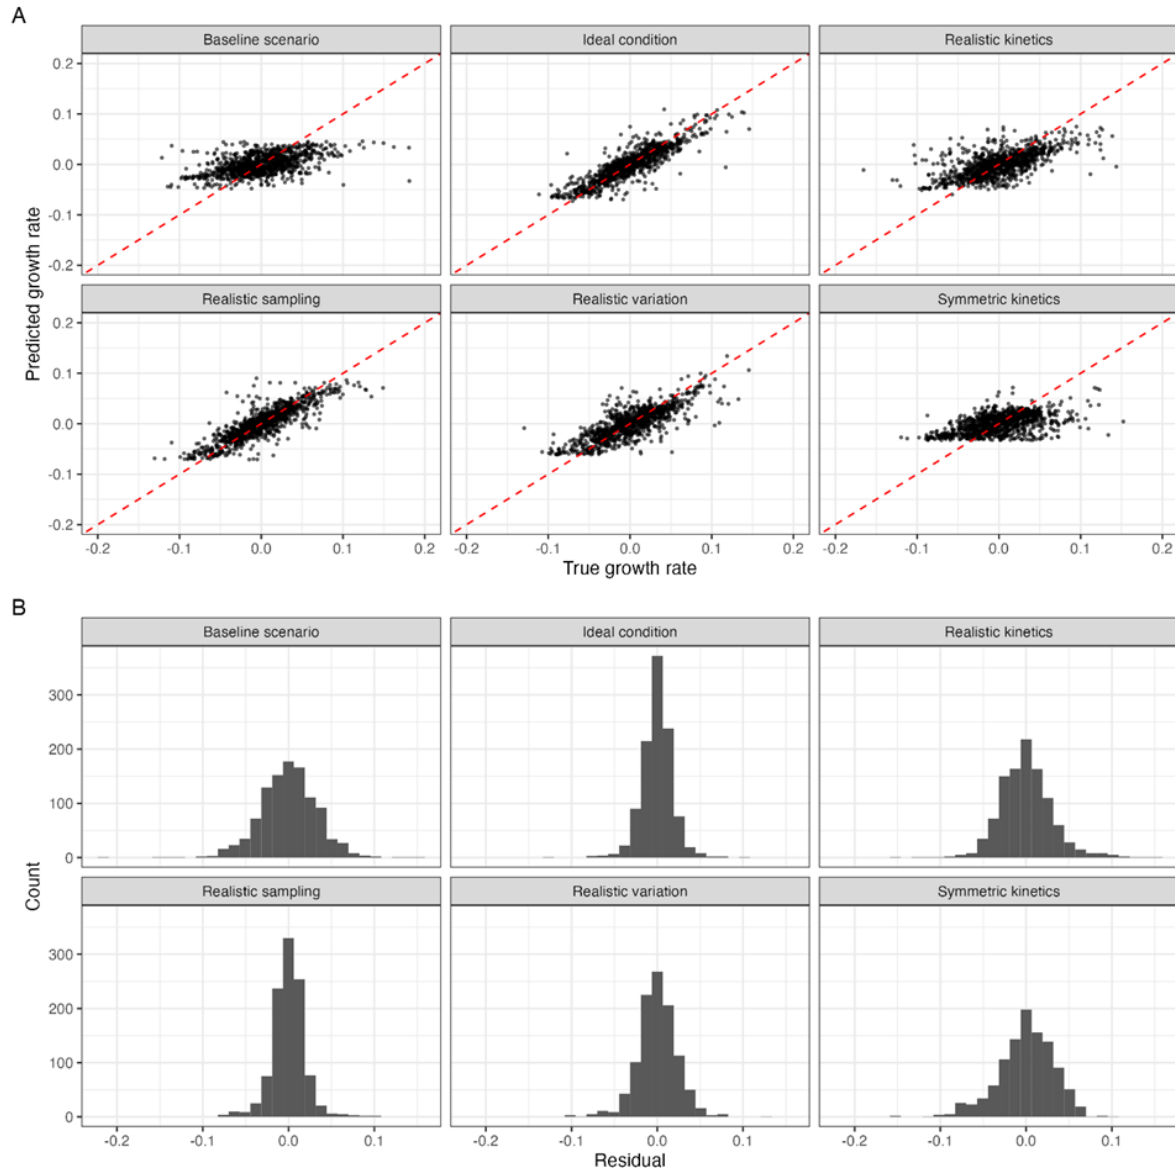 A
Baseline scenario Ideal condition Realistic kinetics
0.2
0.1
0.0
-0.1
-0.2
Realistic sampling Realistic variation Symmetric kinetics
0.2
0.1
0.0
-0.1
-0.2
Predicted growth rate
-0.2 -0.1 0.0 0.1 0.2 -0.2 -0.1 0.0 0.1 0.2 -0.2 -0.1 0.0 0.1 0.2
True growth rate
B
Baseline scenario Ideal condition Realistic kinetics
300
200
100
0
Realistic sampling Realistic variation Symmetric kinetics
300
200
100
0
Count
-0.2 -0.1 0.0 0.1 -0.2 -0.1 0.0 0.1 -0.2 -0.1 0.0 0.1
Residual